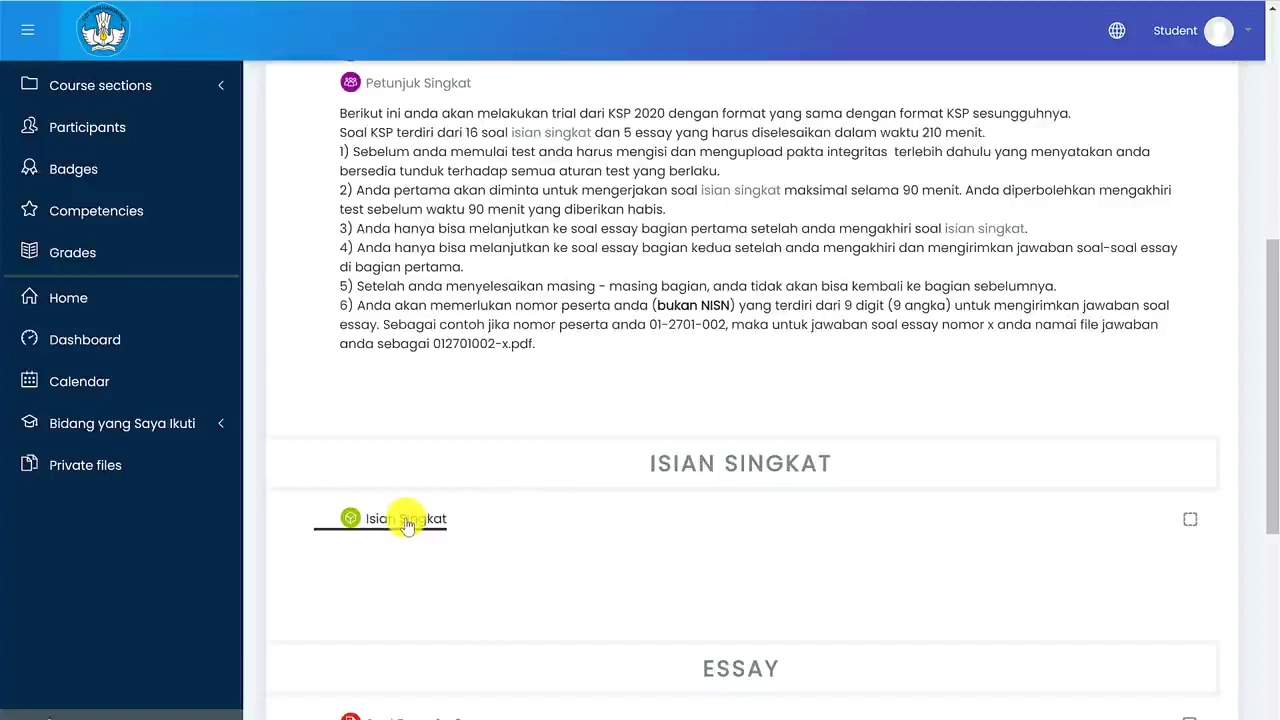 Student
Course sections
Participants
Badges
Competencies
Grades
Home
Dashboard
Calendar
Bidang yang Saya Ikuti
Private files
Petunjuk Singkat
Berikut ini anda akan melakukan trial dari KSP 2020 dengan format yang sama dengan format KSP sesungguhnya.
Soal KSP terdiri dari 16 soal isian singkat dan 5 essay yang harus diselesaikan dalam waktu 210 menit.
1) Sebelum anda memulai test anda harus mengisi dan mengupload pakta integritas terlebih dahulu yang menyatakan anda
bersedia tunduk terhadap semua aturan test yang berlaku.
2) Anda pertama akan diminta untuk mengerjakan soal isian singkat maksimal selama 90 menit. Anda diperbolehkan mengakhiri
test sebelum waktu 90 menit yang diberikan habis.
3) Anda hanya bisa melanjutkan ke soal essay bagian pertama setelah anda mengakhiri soal isian singkat.
4) Anda hanya bisa melanjutkan ke soal essay bagian kedua setelah anda mengakhiri dan mengirimkan jawaban soal-soal essay
di bagian pertama.
5) Setelah anda menyelesaikan masing - masing bagian, anda tidak akan bisa kembali ke bagian sebelumnya.
6) Anda akan memerlukan nomor peserta anda (bukan NISN) yang terdiri dari 9 digit (9 angka) untuk mengirimkan jawaban soal
essay. Sebagai contoh jika nomor peserta anda 01-2701-002, maka untuk jawaban soal essay nomor x anda namai file jawaban
anda sebagai 012701002-x.pdf.
ISIAN SINGKAT
Isian Singkat
ESSAY